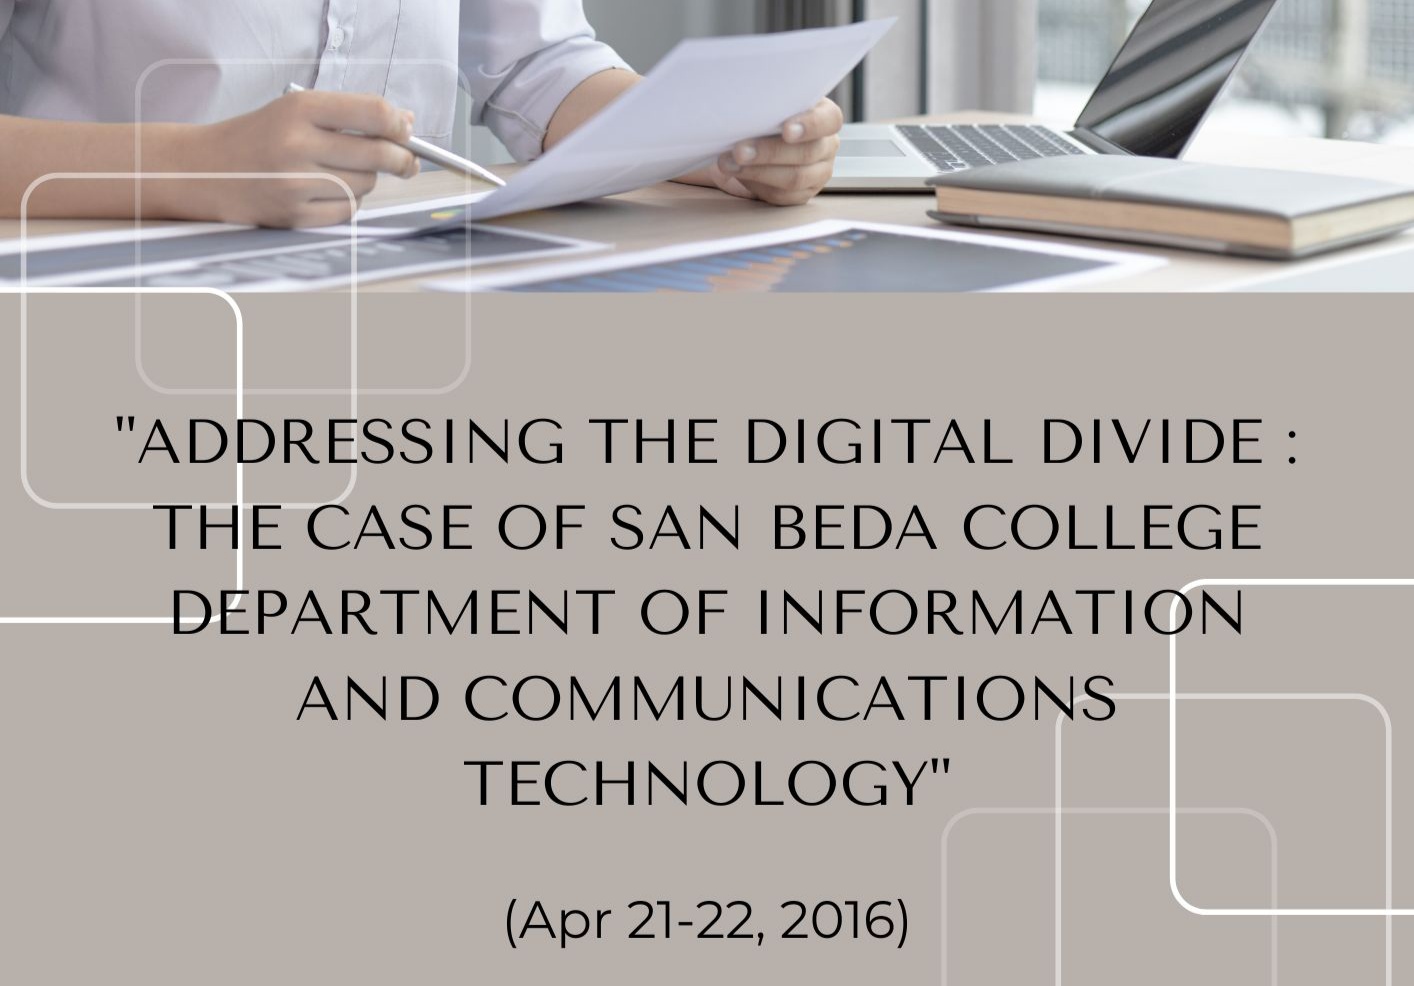 "ADDRESSING THE DIGITAL DIVIDE :
THE CASE OF SAN BEDA COLLEGE
DEPARTMENT OF INFORMATION
AND COMMUNICATIONS
TECHNOLOGY"
(Apr 21-22, 2016)